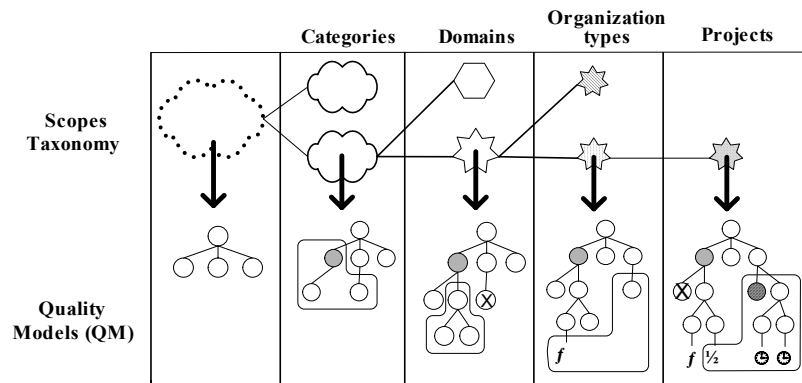 Categories
Domains
Organization
types
Projects
Scopes
Taxonomy
Quality
Models (QM)
X
X
f
f
½